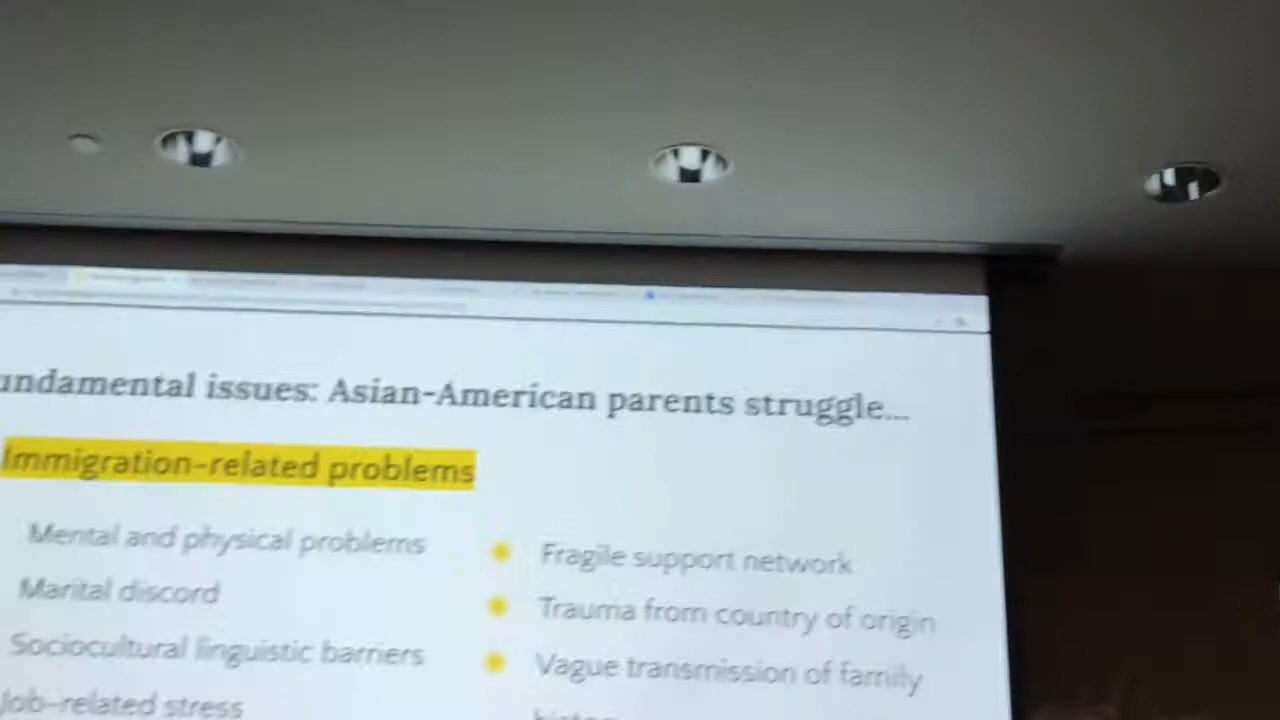 undamental issues: Asian-American parents struggle...
Immigration-related problems
Mental and physical problems
Marital discord
Sociocultural linguistic barriers
Job-related stress
Fragile support network
Trauma from country of origin
Vague transmission of family